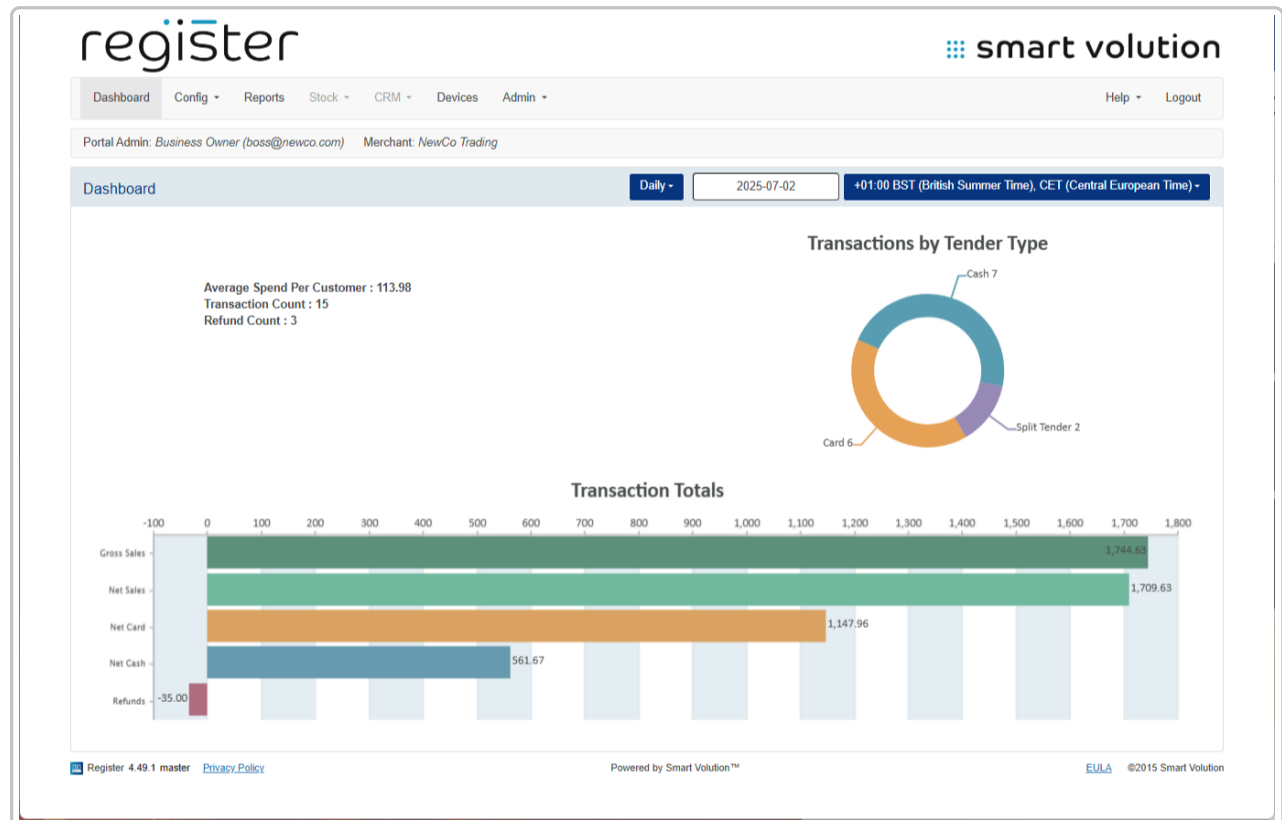 register
smart volution
Dashboard Config Reports Stock CRM Devices Admin Help Logout
Portal Admin: Business Owner (boss@newco.com) Merchant: NewCo Trading
Dashboard Daily 2025-07-02 +01:00 BST (British Summer Time), CET (Central European Time)
Transactions by Tender Type
Cash 7
Average Spend Per Customer : 113.98
Transaction Count : 15
Refund Count : 3
Split Tender 2
Card 6
Transaction Totals
-100 0 100 200 300 400 500 600 700 800 900 1,000 1,100 1,200 1,300 1,400 1,500 1,600 1,700 1,800
Gross Sales 1,744.63
Net Sales 1,709.63
Net Card 1,147.96
Net Cash 561.67
Refunds -35.00
Register 4.49.1 master Privacy Policy Powered by Smart Volution™ EULA ©2015 Smart Volution